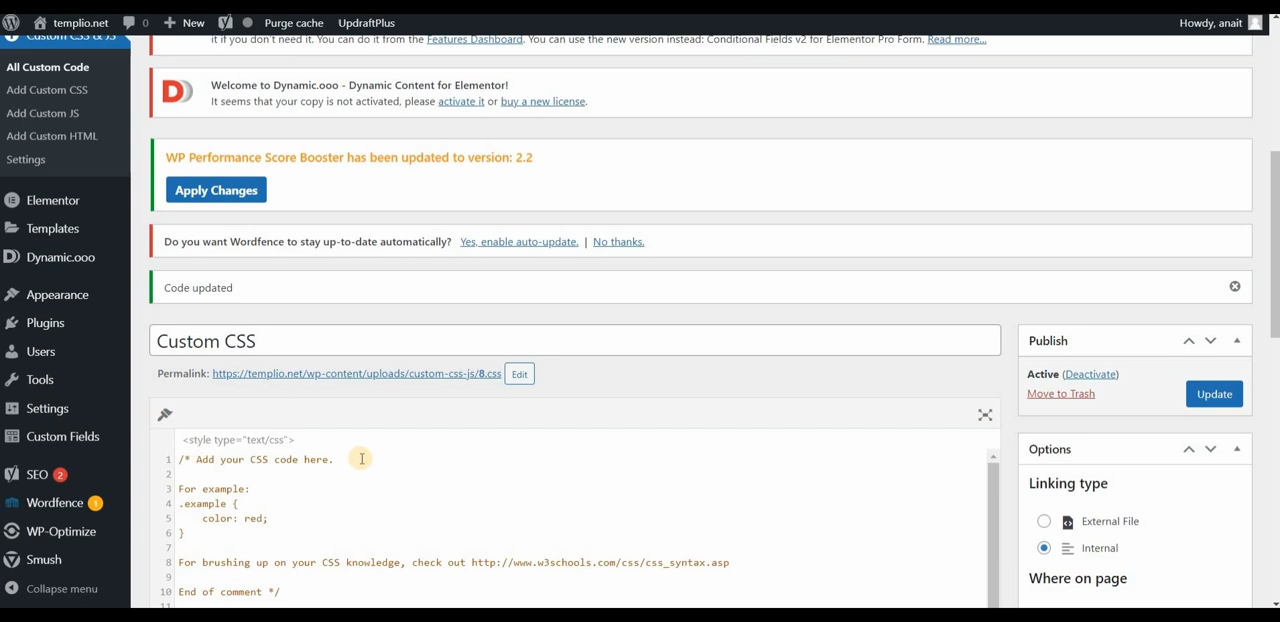 templio.net 0 New Purge cache UpdraftPlus Howdy, anait
Custom CSS & JS
All Custom Code
Add Custom CSS
Add Custom JS
Add Custom HTML
Settings
Elementor
Templates
Dynamic.ooo
Appearance
Plugins
Users
Tools
Settings
Custom Fields
SEO 2
Wordfence 1
WP-Optimize
Smush
Collapse menu
it if you don't need it. You can do it from the Features Dashboard. You can use the new version instead: Conditional Fields v2 for Elementor Pro Form. Read more...
Welcome to Dynamic.ooo - Dynamic Content for Elementor!
It seems that your copy is not activated, please activate it or buy a new license.
WP Performance Score Booster has been updated to version: 2.2
Apply Changes
Do you want Wordfence to stay up-to-date automatically? Yes, enable auto-update. | No thanks.
Code updated
Custom CSS
Permalink: https://templio.net/wp-content/uploads/custom-css-js/8.css Edit
<style type="text/css">
1 /* Add your CSS code here.
2
3 For example:
4 .example {
5 color: red;
6 }
7
8 For brushing up on your CSS knowledge, check out http://www.w3schools.com/css/css_syntax.asp
9
10 End of comment */
11
Publish
Active (Deactivate)
Move to Trash Update
Options
Linking type
External File
Internal
Where on page